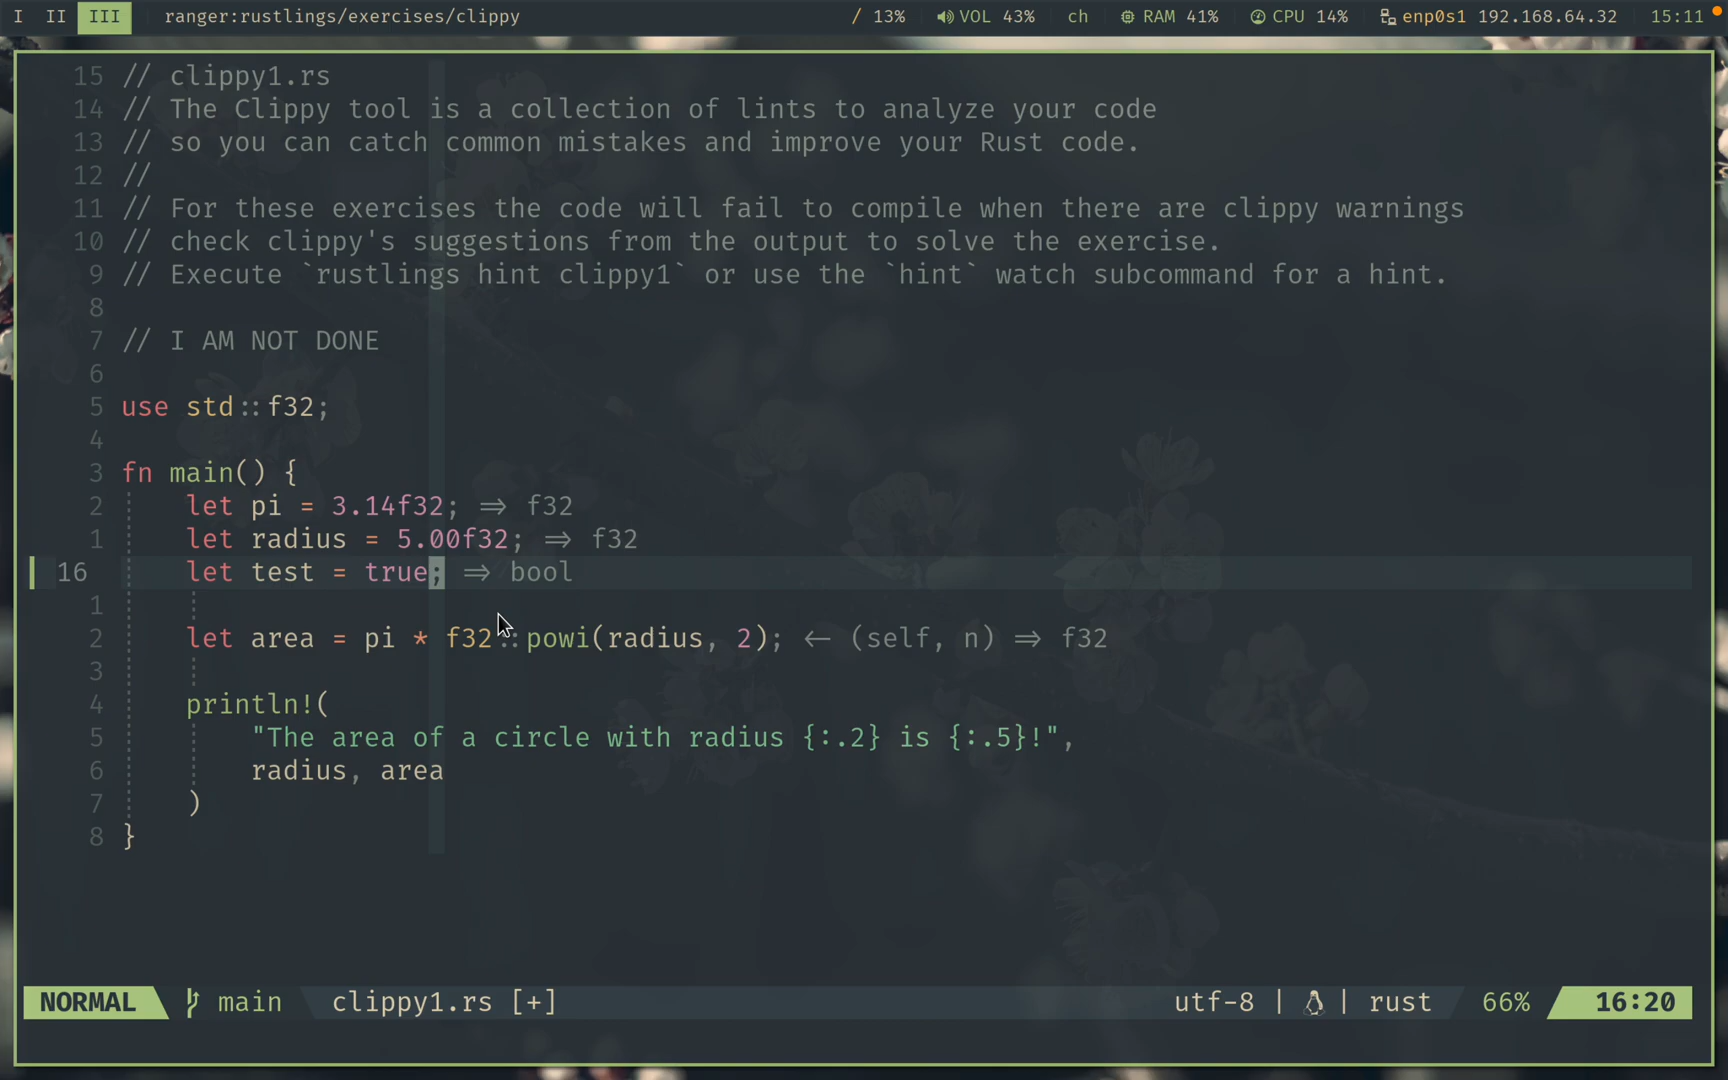 I II III ranger:rustlings/exercises/clippy / 13% VOL 43% ch RAM 41% CPU 14% enp0s1 192.168.64.32 15:11
15 // clippy1.rs
14 // The Clippy tool is a collection of lints to analyze your code
13 // so you can catch common mistakes and improve your Rust code.
12 //
11 // For these exercises the code will fail to compile when there are clippy warnings
10 // check clippy's suggestions from the output to solve the exercise.
9 // Execute `rustlings hint clippy1` or use the `hint` watch subcommand for a hint.
8
7 // I AM NOT DONE
6
5 use std::f32;
4
3 fn main() {
2 let pi = 3.14f32; ⇒ f32
1 let radius = 5.00f32; ⇒ f32
16 let test = true; ⇒ bool
1
2 let area = pi * f32::powi(radius, 2); ← (self, n) ⇒ f32
3
4 println!(
5 "The area of a circle with radius {:.2} is {:.5}!",
6 radius, area
7 )
8 }
NORMAL main clippy1.rs [+] utf-8 | | rust 66% 16:20